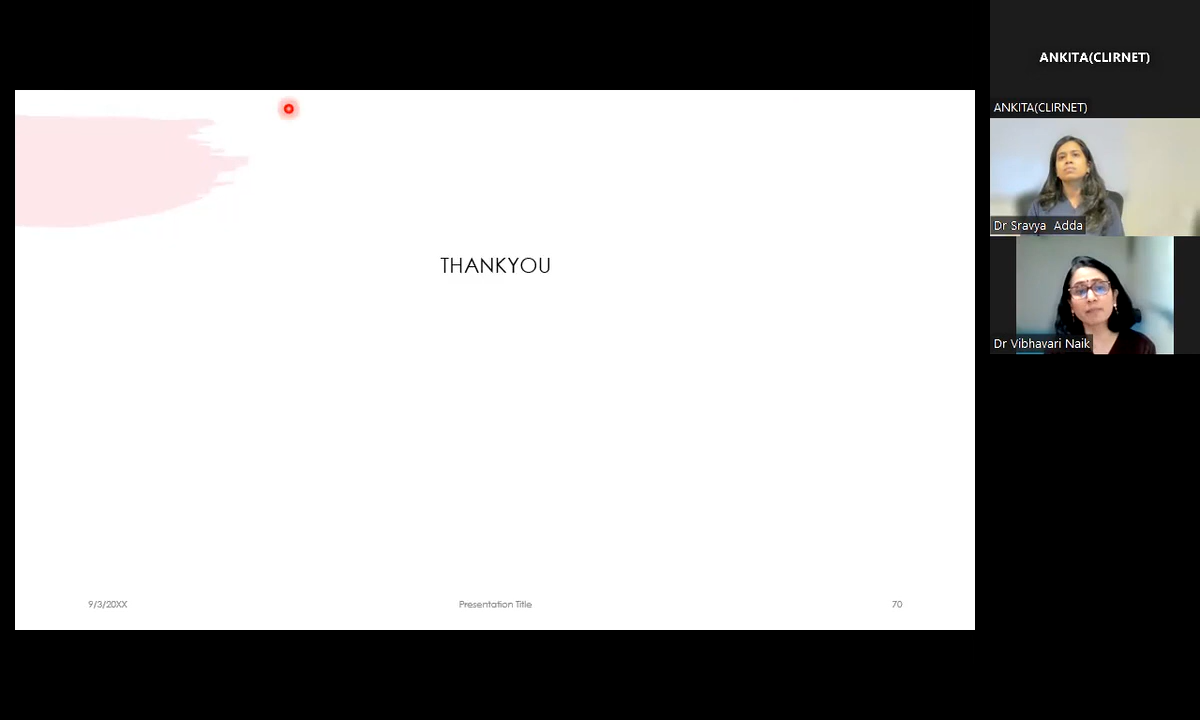 THANKYOU
9/3/20XX
Presentation Title
70
ANKITA(CLIRNET)
ANKITA(CLIRNET)
Dr Sravya Adda
Dr Vibhavari Naik